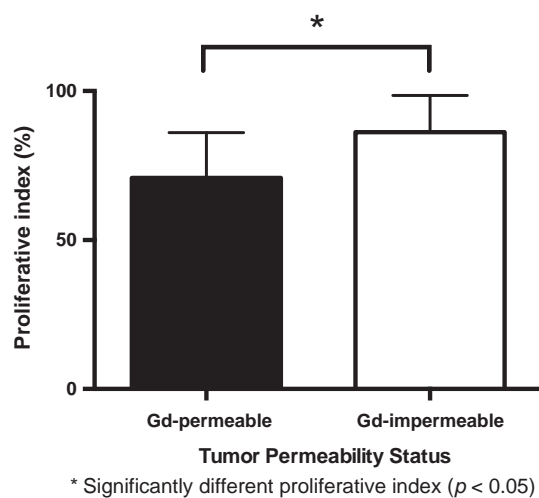 *
100
50
0
Proliferative index (%)
Gd-permeable
Gd-impermeable
Tumor Permeability Status
* Significantly different proliferative index (p < 0.05)